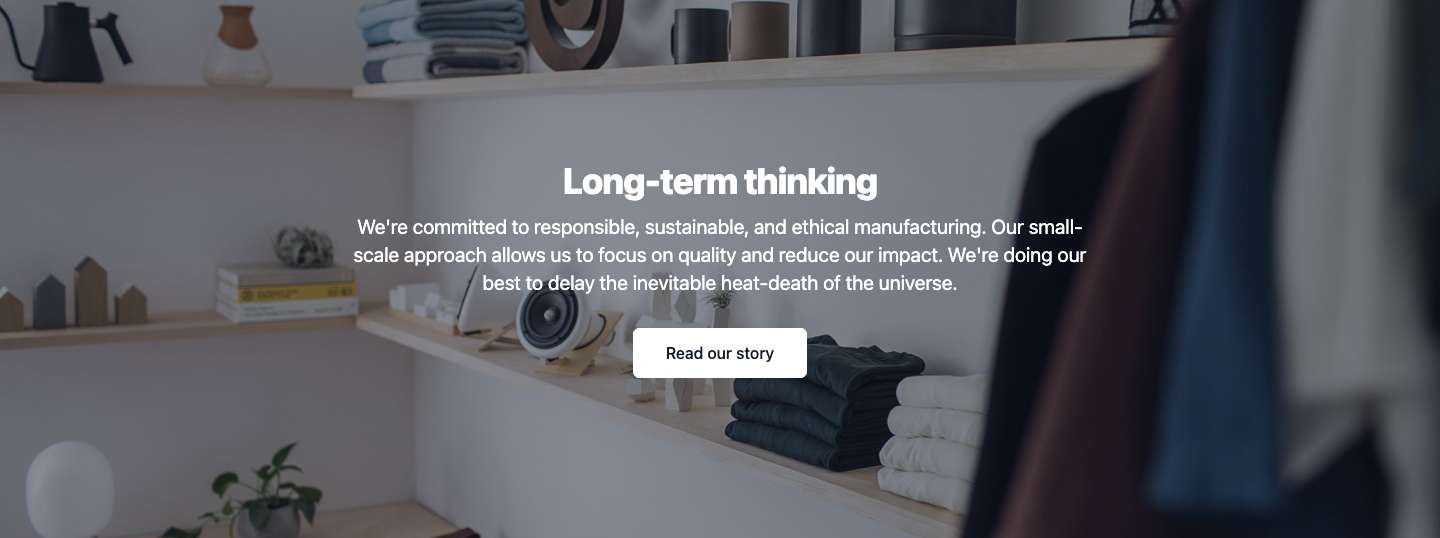 Long-term thinking
We're committed to responsible, sustainable, and ethical manufacturing. Our small-
scale approach allows us to focus on quality and reduce our impact. We're doing our
best to delay the inevitable heat-death of the universe.
Read our story